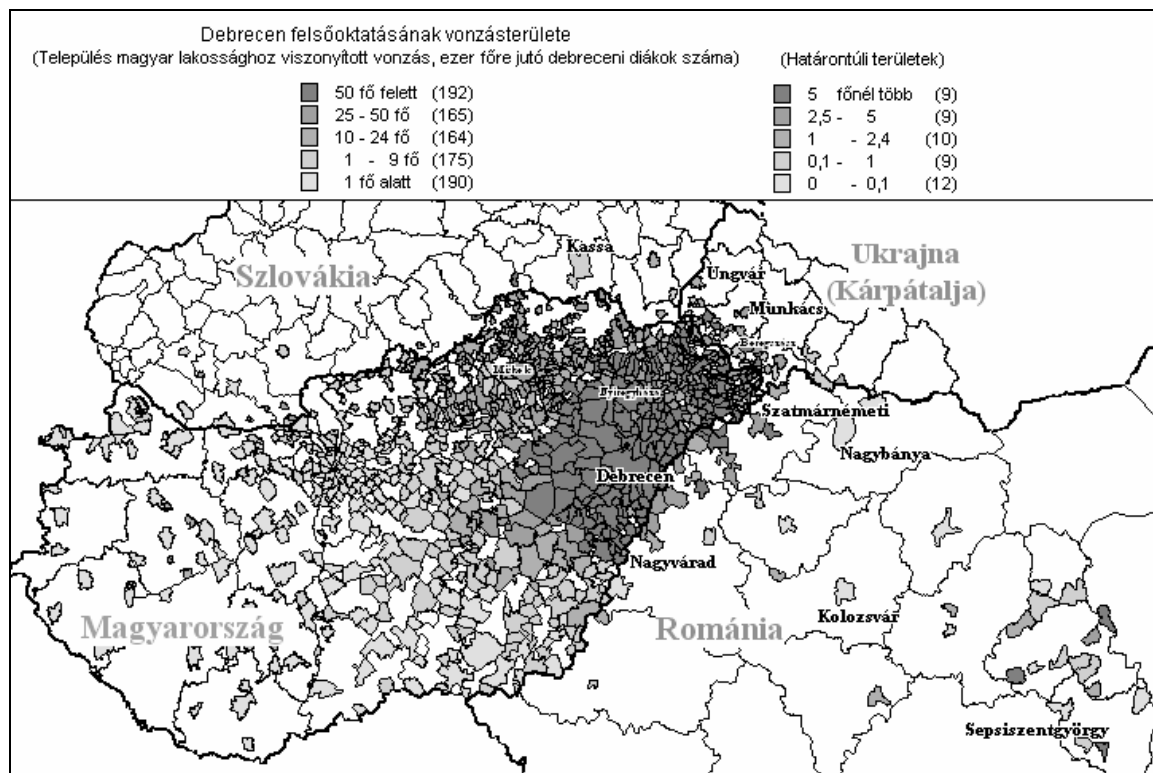 Debrecen felsőoktatásának vonzásterülete
(Település magyar lakossághoz viszonyított vonzás, ezer főre jutó debreceni diákok száma)
50 fő felett (192)
25 - 50 fő (165)
10 - 24 fő (164)
1 - 9 fő (175)
1 fő alatt (190)
(Határontúli területek)
5 főnél több (9)
2,5 - 5 (9)
1 - 2,4 (10)
0,1 - 1 (9)
0 - 0,1 (12)
Kassa
Szlovákia
Ukrajna
(Kárpátalja)
Ungvár
Munkács
Beregszász
Miskolc
Nyíregyháza
Szatmárnémeti
Nagybánya
Debrecen
Nagyvárad
Magyarország
Románia
Kolozsvár
Sepsiszentgyörgy